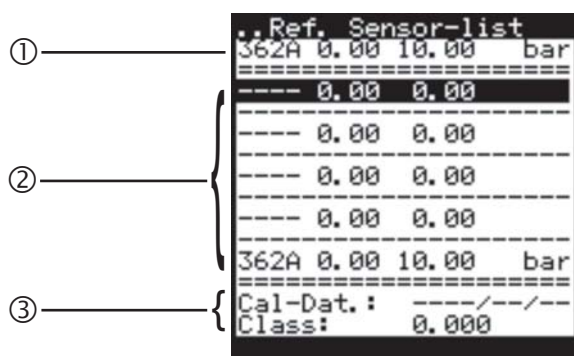 ..Ref. Sensor-list
① 362A 0.00 10.00 bar
====================
---- 0.00 0.00
--------------------
② ---- 0.00 0.00
--------------------
---- 0.00 0.00
--------------------
---- 0.00 0.00
--------------------
362A 0.00 10.00 bar
====================
③ Cal-Dat.: ----/--/--
Class: 0.000